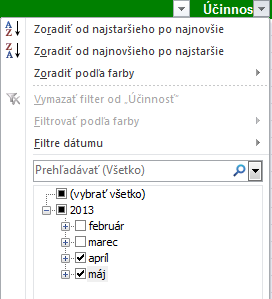 Účinnos
Zoradiť od najstaršieho po najnovšie
Zoradiť od najnovšieho po najstaršie
Zoradiť podľa farby
Vymazať filter od „Účinnosť“
Filtrovať podľa farby
Filtre dátumu
Prehľadávať (Všetko)
(vybrať všetko)
2013
február
marec
apríl
máj